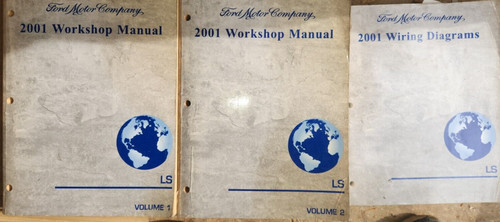 Ford Motor Company
2001 Workshop Manual
LS
VOLUME 1
Ford Motor Company
2001 Workshop Manual
LS
VOLUME 2
Ford Motor Company
2001 Wiring Diagrams
LS